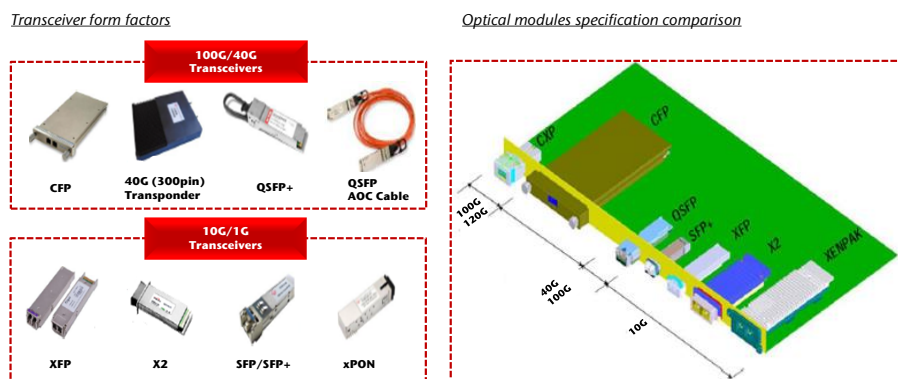 Transceiver form factors
100G/40G
Transceivers
CFP
40G (300pin)
Transponder
QSFP+
QSFP
AOC Cable
10G/1G
Transceivers
XFP
X2
SFP/SFP+
xPON
Optical modules specification comparison
CXP
CFP
QSFP
SFP+
XFP
X2
XENPAK
100G
120G
40G
100G
10G